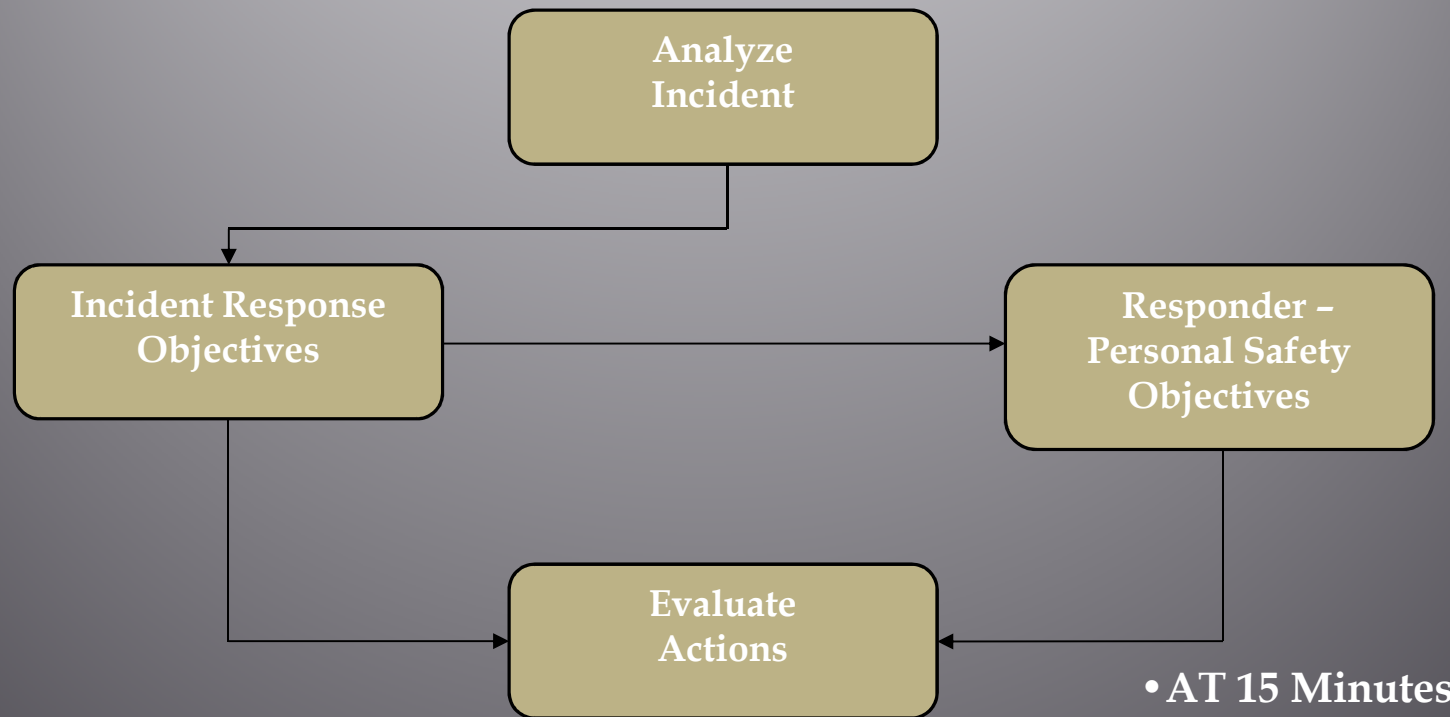 Analyze
Incident
Incident Response
Objectives
Responder –
Personal Safety
Objectives
Evaluate
Actions
•AT 15 Minutes